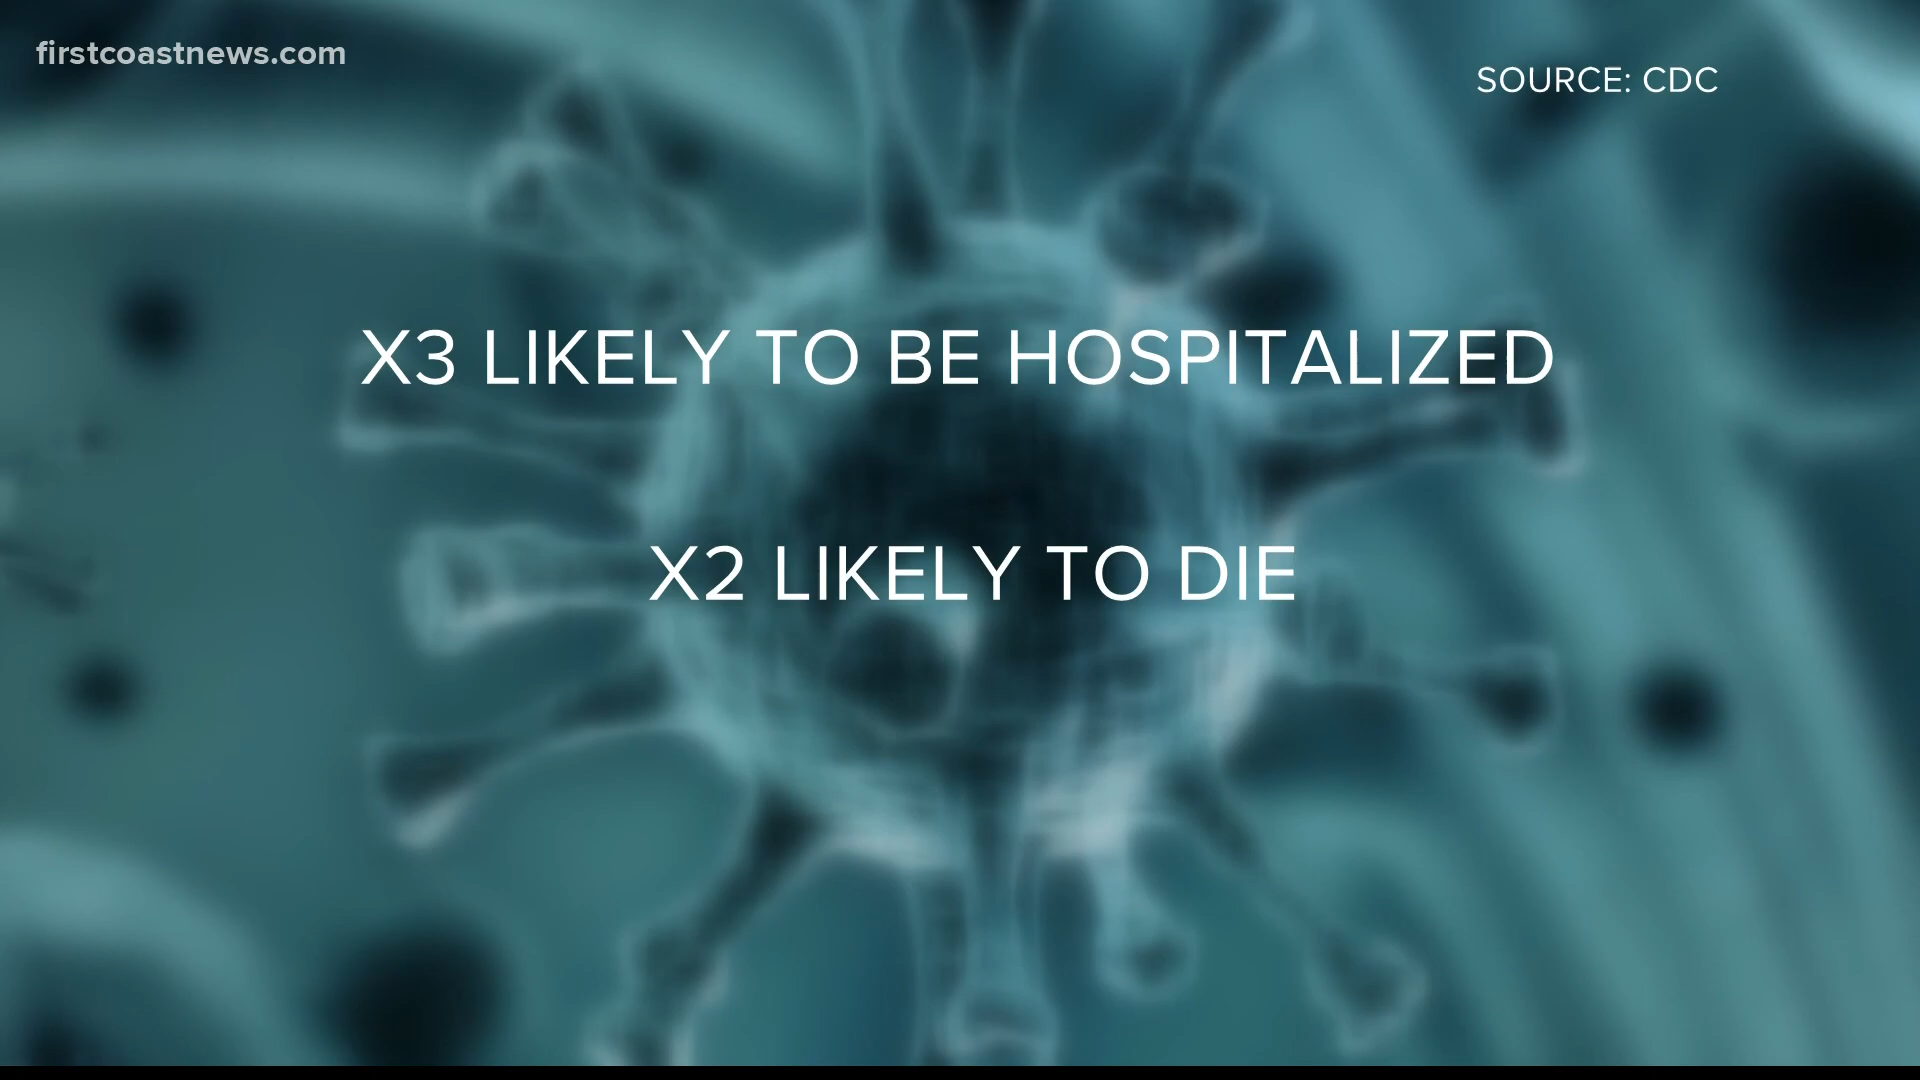 firstcoastnews.com
SOURCE: CDC
X3 LIKELY TO BE HOSPITALIZED
X2 LIKELY TO DIE